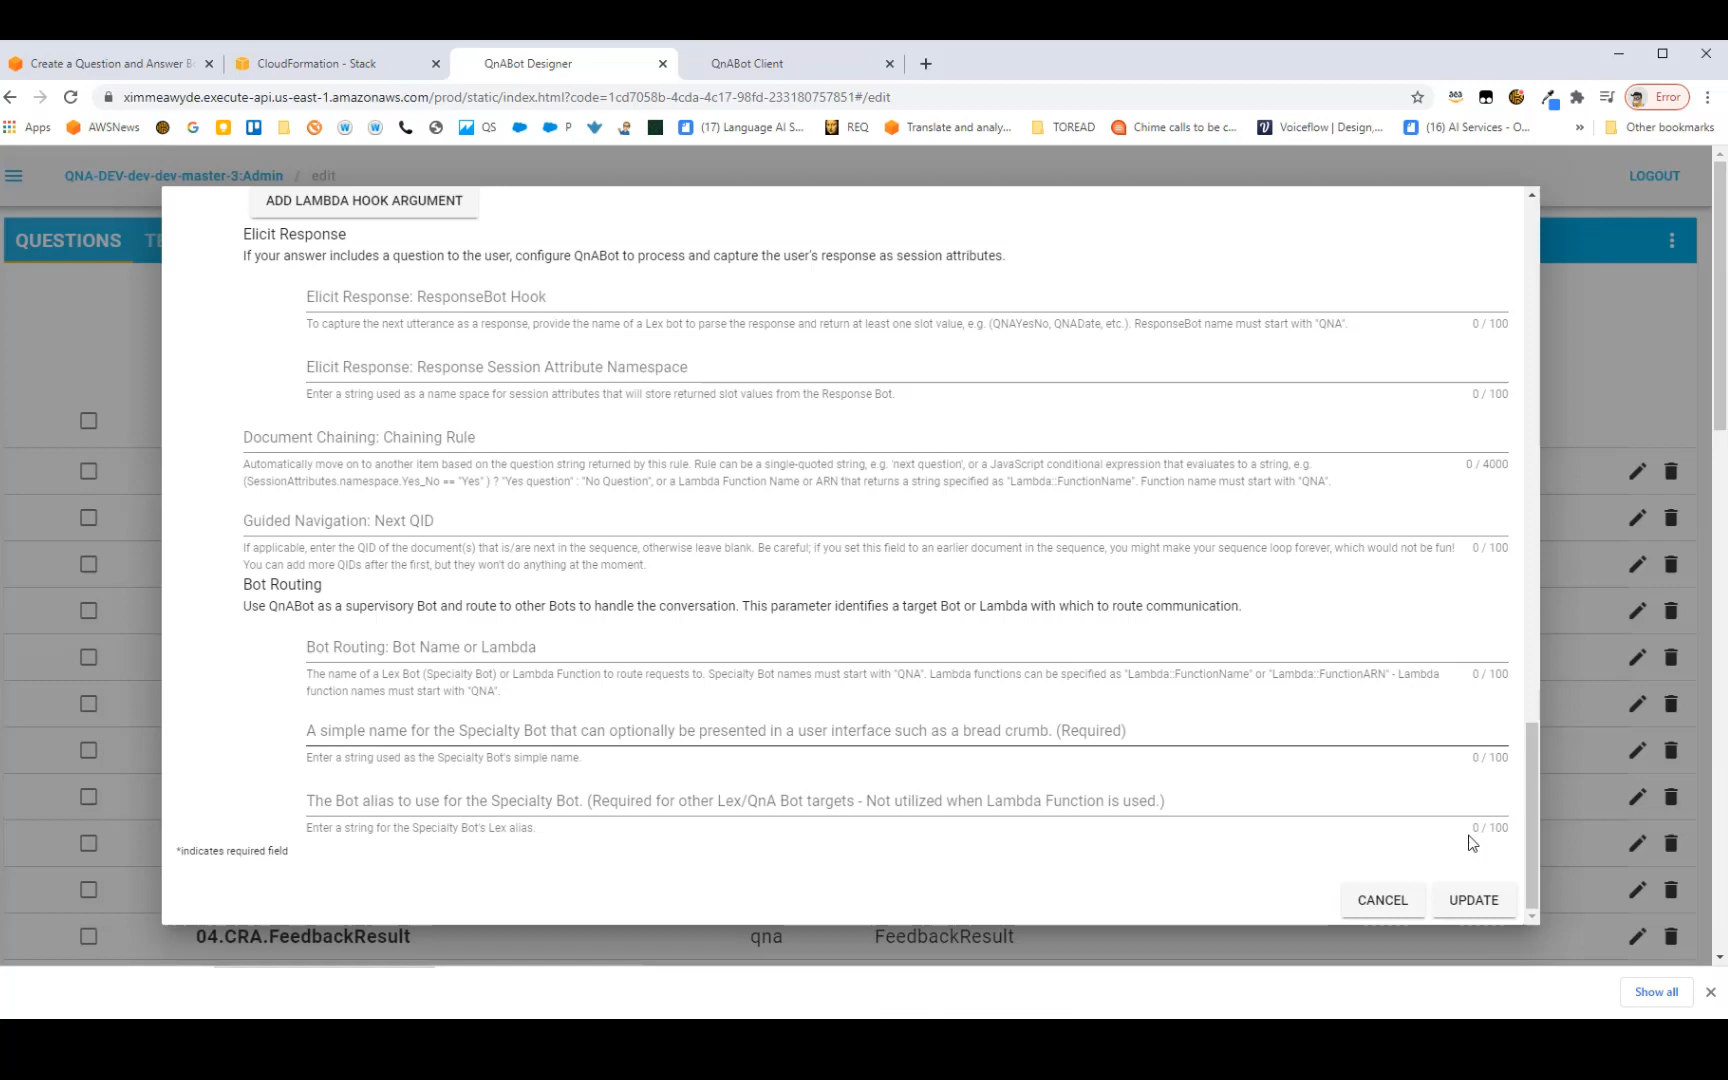 Create a Question and Answer B
CloudFormation - Stack
QnABot Designer
QnABot Client
ximmeawyde.execute-api.us-east-1.amazonaws.com/prod/static/index.html?code=1cd7058b-4cda-4c17-98fd-233180757851#/edit
Error
Apps
AWSNews
QS
P
(17) Language AI S...
REQ
Translate and analy...
TOREAD
Chime calls to be c...
Voiceflow | Design,...
(16) AI Services - O...
»
Other bookmarks
QNA-DEV-dev-dev-master-3:Admin / edit
LOGOUT
QUESTIONS
TE
ADD LAMBDA HOOK ARGUMENT
Elicit Response
If your answer includes a question to the user, configure QnABot to process and capture the user's response as session attributes.
Elicit Response: ResponseBot Hook
To capture the next utterance as a response, provide the name of a Lex bot to parse the response and return at least one slot value, e.g. (QNAYesNo, QNADate, etc.). ResponseBot name must start with "QNA".
0 / 100
Elicit Response: Response Session Attribute Namespace
Enter a string used as a name space for session attributes that will store returned slot values from the Response Bot.
0 / 100
Document Chaining: Chaining Rule
Automatically move on to another item based on the question string returned by this rule. Rule can be a single-quoted string, e.g. 'next question', or a JavaScript conditional expression that evaluates to a string, e.g.
0 / 4000
(SessionAttributes.namespace.Yes_No == "Yes" ) ? "Yes question" : "No Question", or a Lambda Function Name or ARN that returns a string specified as "Lambda::FunctionName". Function name must start with "QNA".
Guided Navigation: Next QID
If applicable, enter the QID of the document(s) that is/are next in the sequence, otherwise leave blank. Be careful; if you set this field to an earlier document in the sequence, you might make your sequence loop forever, which would not be fun!
0 / 100
You can add more QIDs after the first, but they won't do anything at the moment.
Bot Routing
Use QnABot as a supervisory Bot and route to other Bots to handle the conversation. This parameter identifies a target Bot or Lambda with which to route communication.
Bot Routing: Bot Name or Lambda
The name of a Lex Bot (Specialty Bot) or Lambda Function to route requests to. Specialty Bot names must start with "QNA". Lambda functions can be specified as "Lambda::FunctionName" or "Lambda::FunctionARN" - Lambda
0 / 100
function names must start with "QNA".
A simple name for the Specialty Bot that can optionally be presented in a user interface such as a bread crumb. (Required)
Enter a string used as the Specialty Bot's simple name.
0 / 100
The Bot alias to use for the Specialty Bot. (Required for other Lex/QnA Bot targets - Not utilized when Lambda Function is used.)
Enter a string for the Specialty Bot's Lex alias.
0 / 100
*indicates required field
CANCEL
UPDATE
04.CRA.FeedbackResult
qna
FeedbackResult
Show all